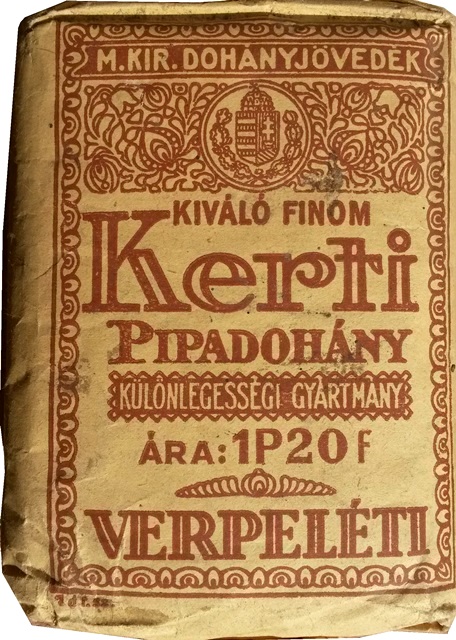 M. KIR. DOHÁNYJÖVEDÉK
KIVÁLÓ FINOM
Kerti
PIPADOHÁNY
KÜLÖNLEGESSÉGI GYÁRTMÁNY
ÁRA: 1P20F
VERPELÉTI